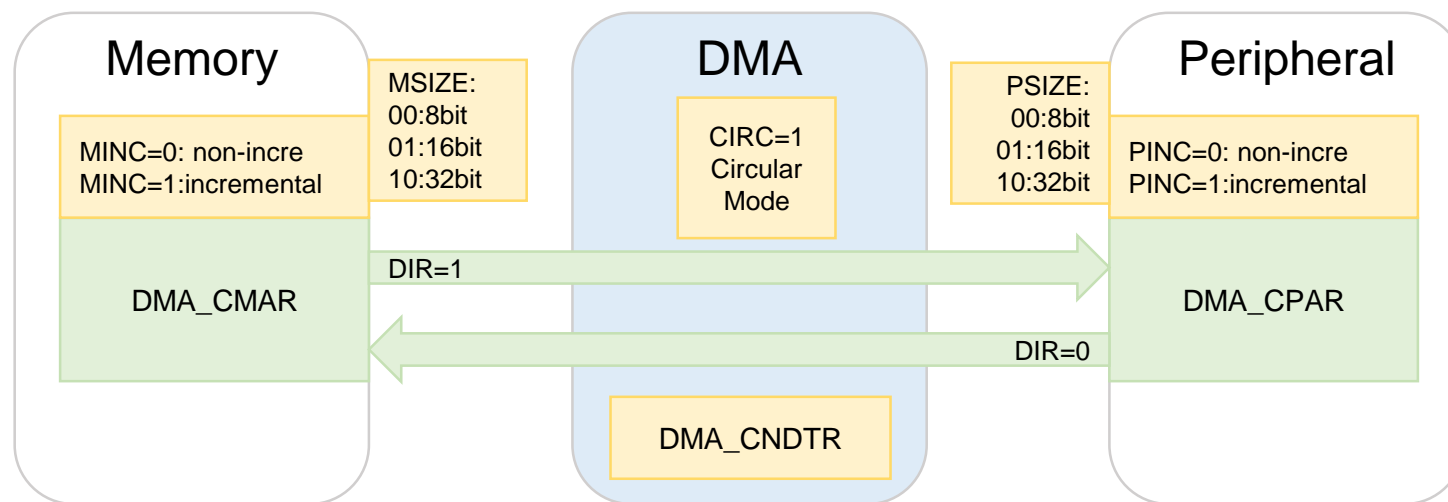 Memory
MSIZE:
00:8bit
01:16bit
10:32bit
MINC=0: non-incre
MINC=1:incremental
DMA_CMAR
DMA
CIRC=1
Circular
Mode
DIR=1
DIR=0
DMA_CNDTR
Peripheral
PSIZE:
00:8bit
01:16bit
10:32bit
PINC=0: non-incre
PINC=1:incremental
DMA_CPAR